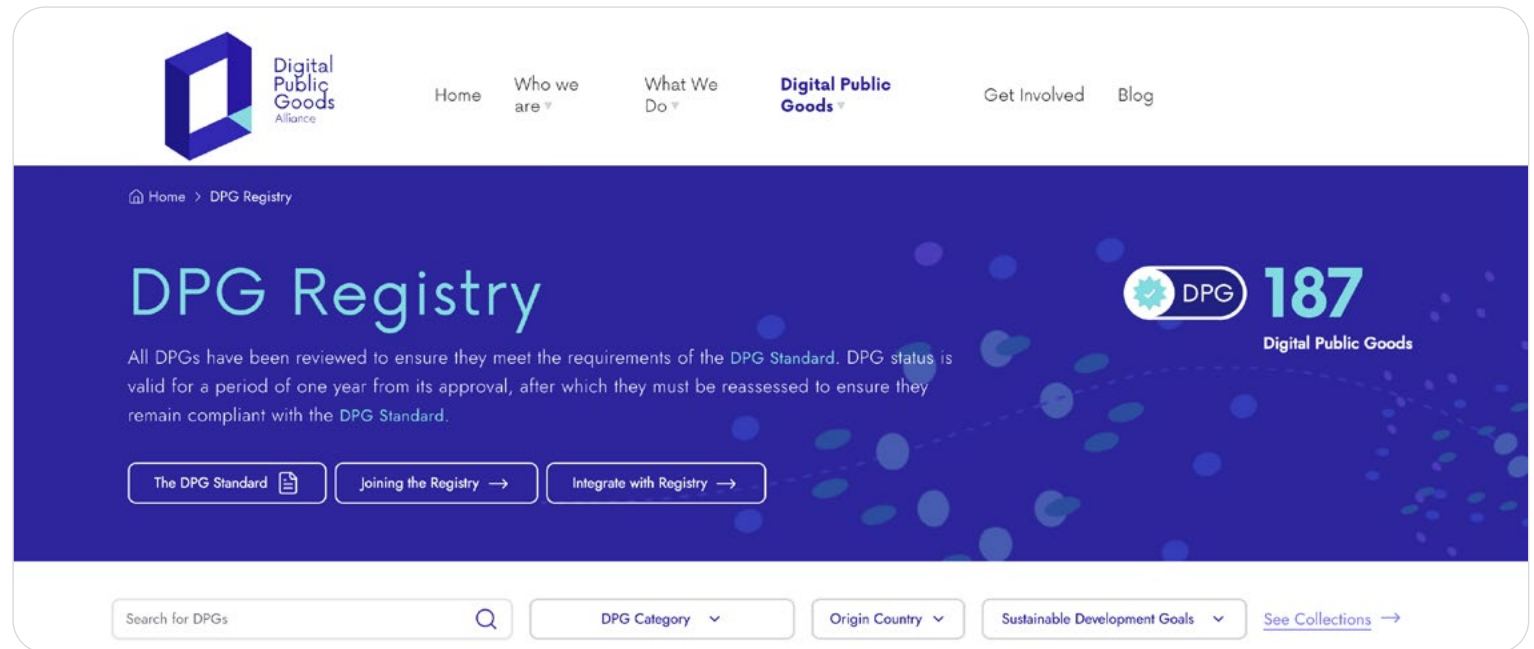 Digital
Public
Goods
Alliance
Home
Who we
are
What We
Do
Digital Public
Goods
Get Involved
Blog
Home > DPG Registry
DPG Registry
DPG
187
Digital Public Goods
All DPGs have been reviewed to ensure they meet the requirements of the DPG Standard. DPG status is
valid for a period of one year from its approval, after which they must be reassessed to ensure they
remain compliant with the DPG Standard.
The DPG Standard
Joining the Registry →
Integrate with Registry →
Search for DPGs
DPG Category
Origin Country
Sustainable Development Goals
See Collections →